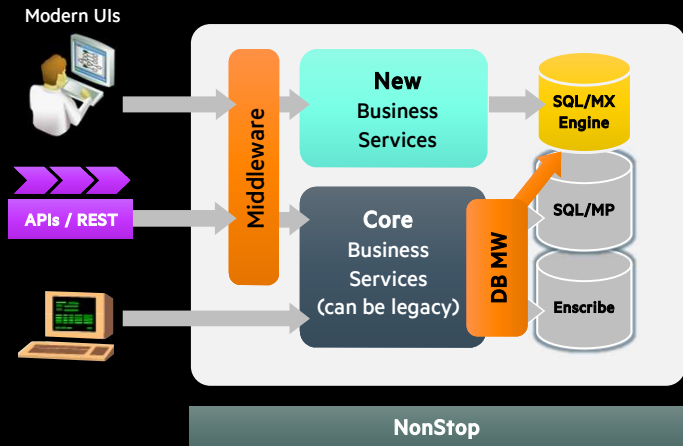 Modern UIs
New
Business
Services
SQL/MX
Engine
Middleware
APIs / REST
Core
Business
Services
(can be legacy)
DB MW
SQL/MP
Enscribe
NonStop